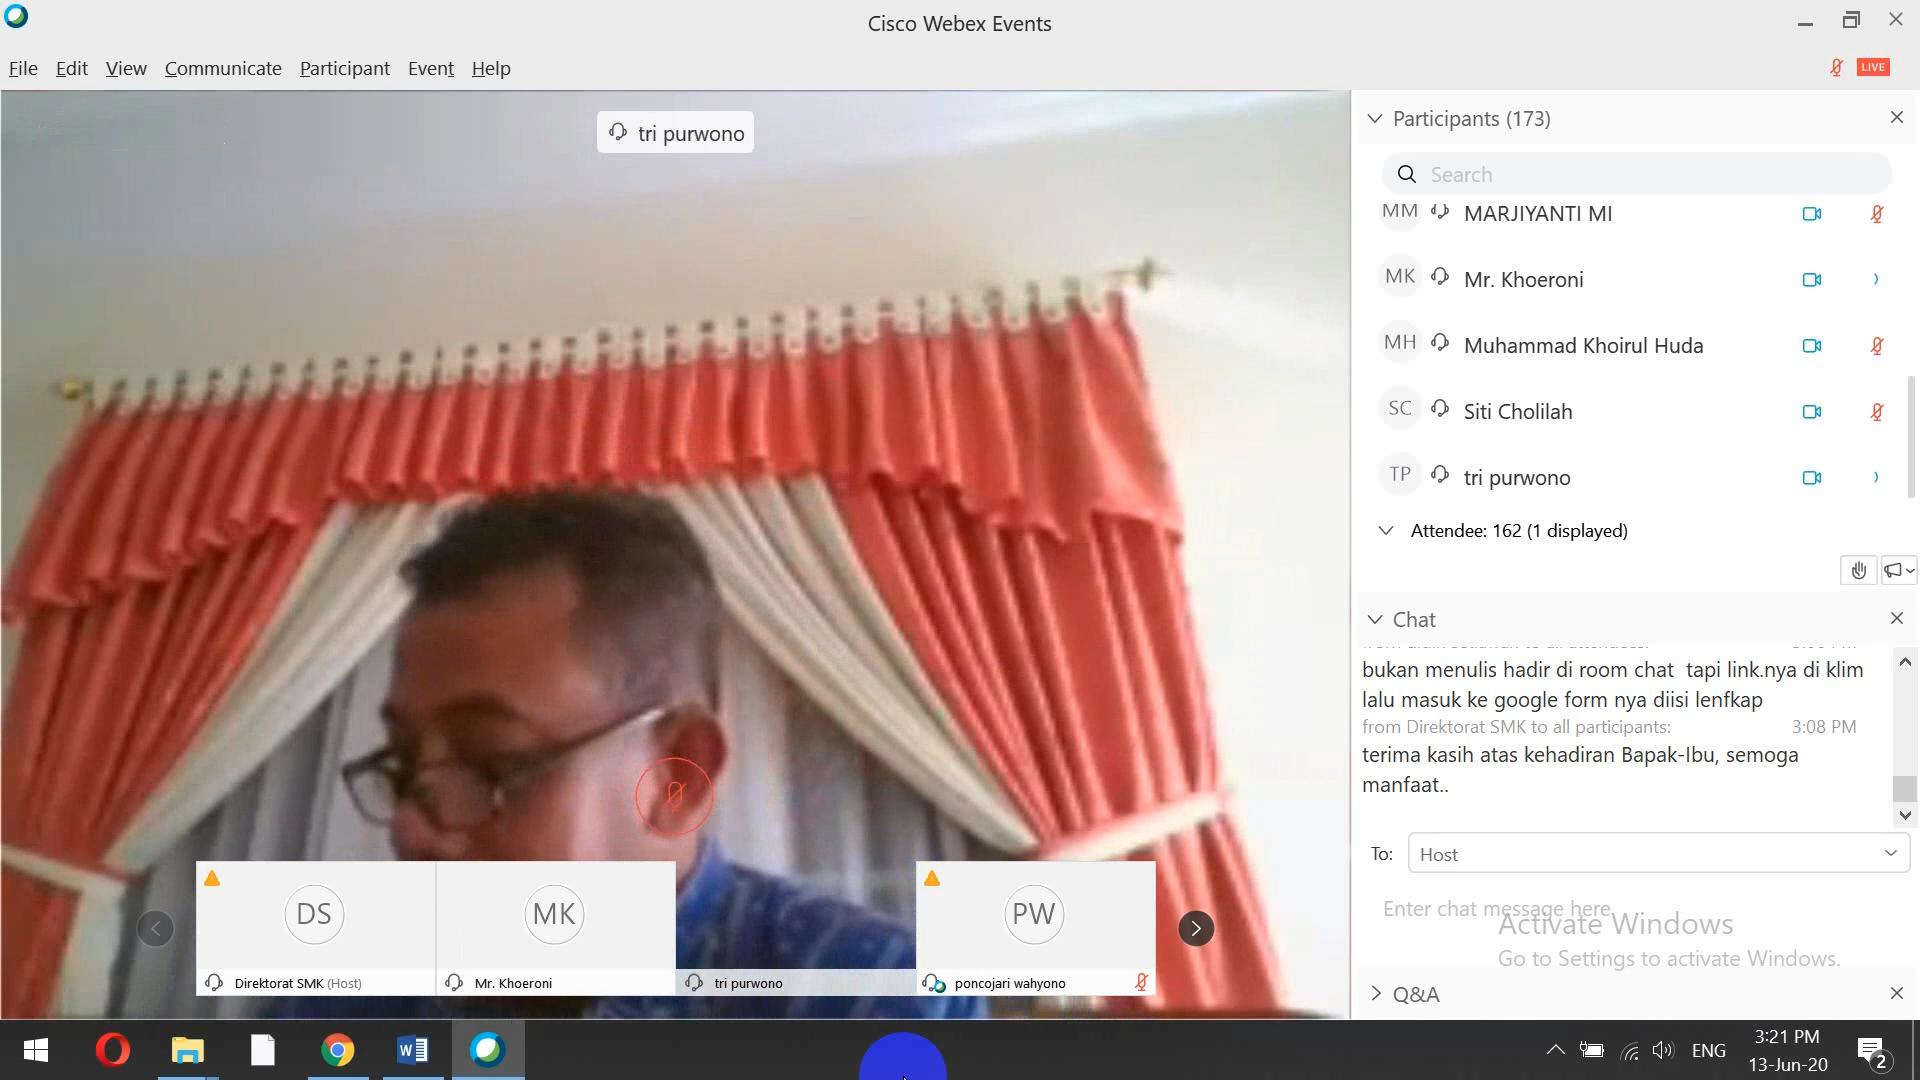 Cisco Webex Events
File Edit View Communicate Participant Event Help
LIVE
tri purwono
Participants (173)
Search
MM MARJIYANTI MI
MK Mr. Khoeroni
MH Muhammad Khoirul Huda
SC Siti Cholilah
TP tri purwono
Attendee: 162 (1 displayed)
Chat
bukan menulis hadir di room chat tapi link.nya di klim
lalu masuk ke google form nya diisi lenfkap
from Direktorat SMK to all participants: 3:08 PM
terima kasih atas kehadiran Bapak-Ibu, semoga
manfaat..
To: Host
Enter chat message here
Activate Windows
Go to Settings to activate Windows.
Q&A
DS
MK
PW
Direktorat SMK (Host)
Mr. Khoeroni
tri purwono
poncojari wahyono
W
ENG
3:21 PM
13-Jun-20
2